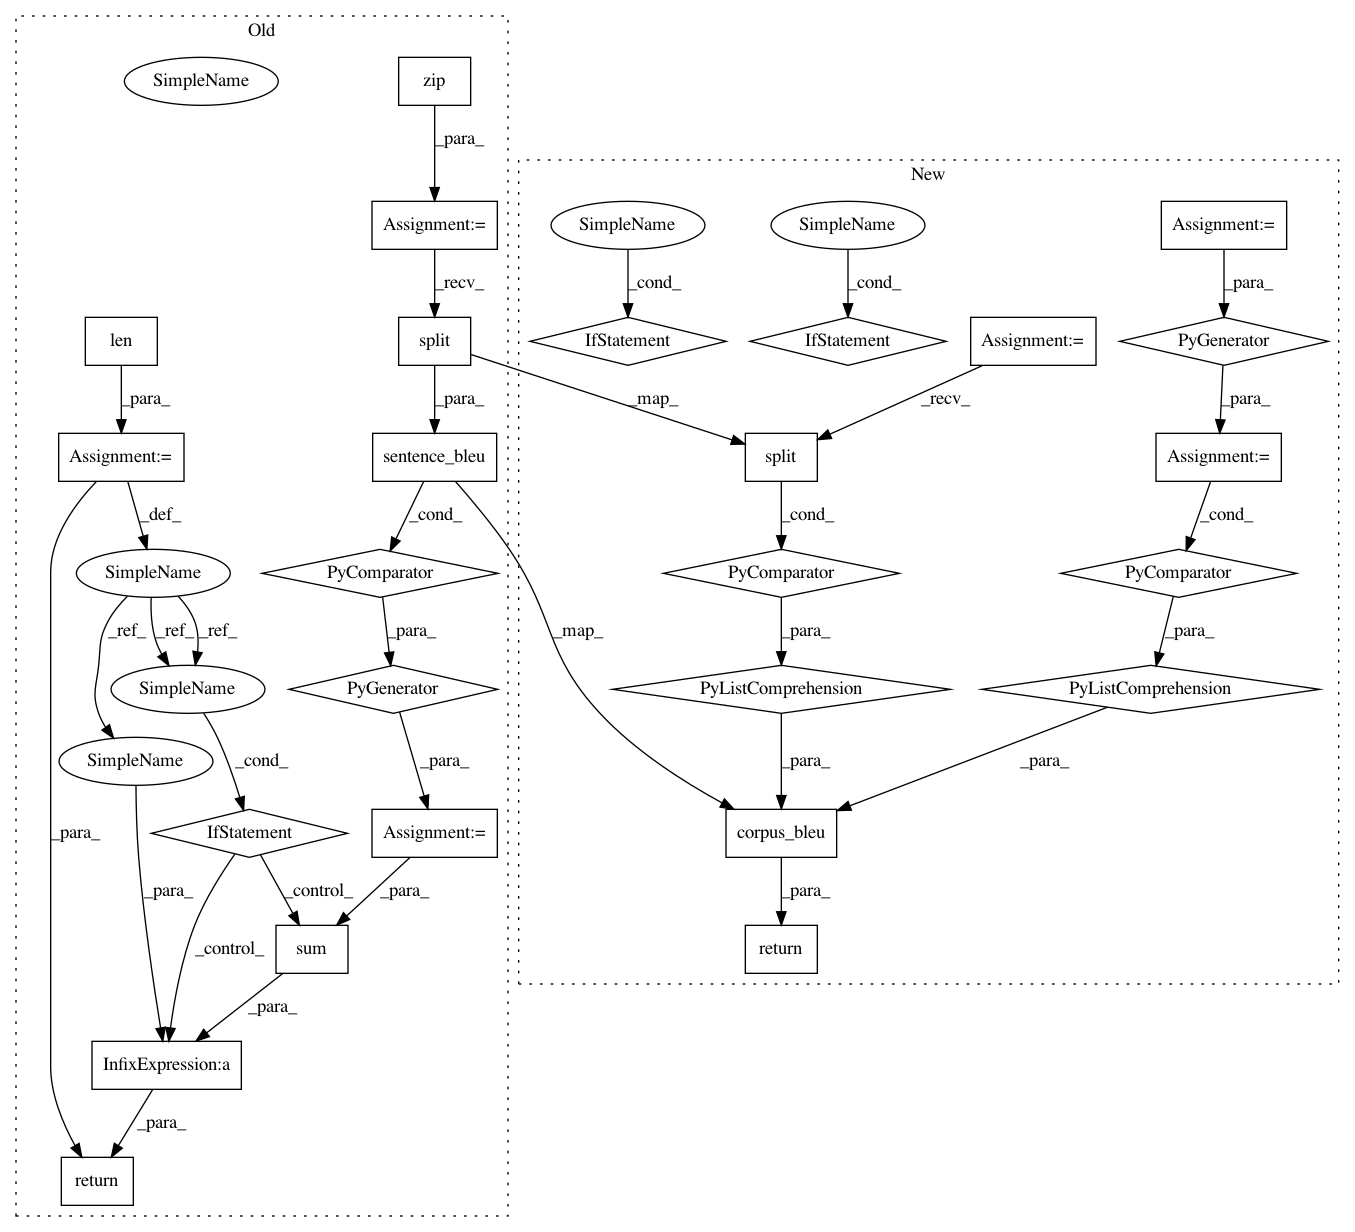 Old
SimpleName
zip
_para_
New
Assignment:=
SimpleName
SimpleName
Assignment:=
_recv_
_cond_
_cond_
_para_
len
split
IfStatement
IfStatement
Assignment:=
PyGenerator
_para_
_para_
_map_
_recv_
_para_
Assignment:=
sentence_bleu
split
Assignment:=
_def_
_cond_
_cond_
_cond_
SimpleName
PyComparator
PyComparator
PyComparator
_ref_
_ref_
_ref_
_para_
_map_
_para_
_para_
SimpleName
PyGenerator
PyListComprehension
PyListComprehension
SimpleName
_cond_
_para_
_para_
_para_
IfStatement
Assignment:=
corpus_bleu
_para_
_para_
_control_
_para_
_para_
_control_
sum
return
_para_
InfixExpression:a
_para_
return